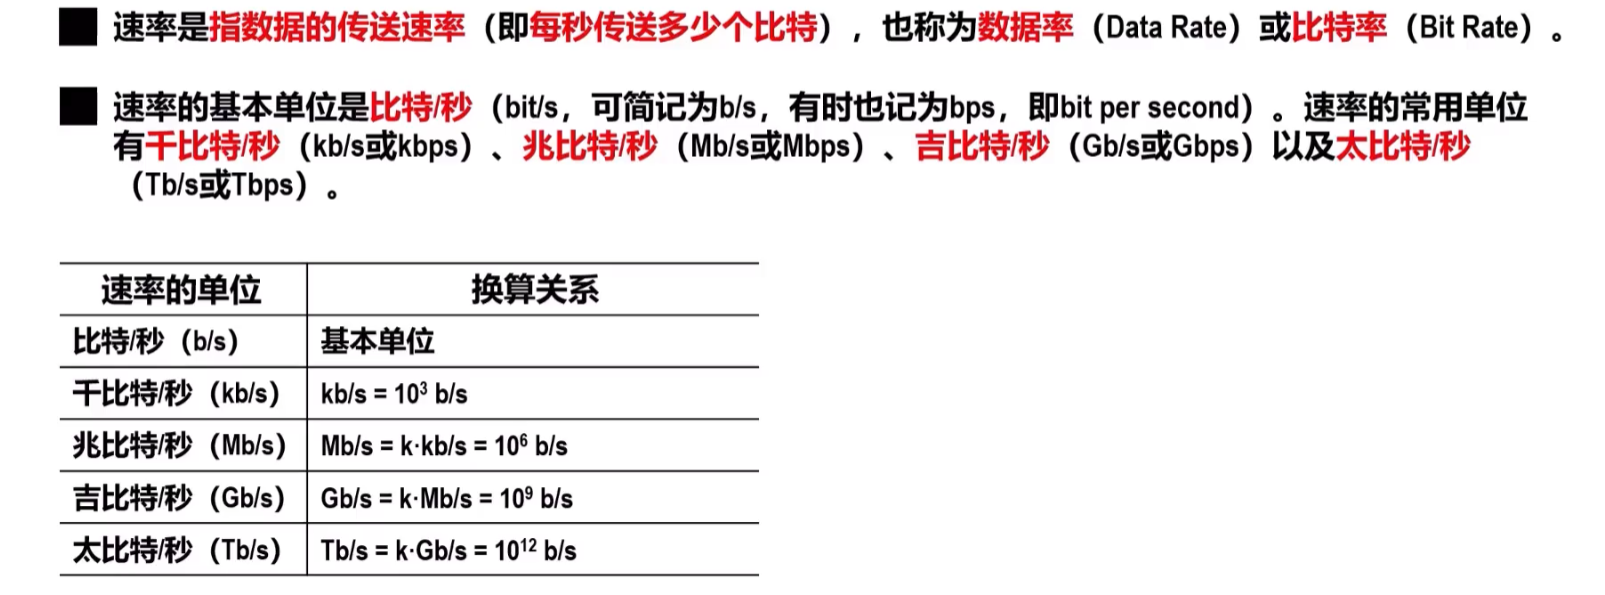 速率是指数据的传送速率（即每秒传送多少个比特），也称为数据率（Data Rate）或比特率（Bit Rate）。
速率的基本单位是比特/秒（bit/s，可简记为b/s，有时也记为bps，即bit per second）。速率的常用单位
有千比特/秒（kb/s或kbps）、兆比特/秒（Mb/s或Mbps）、吉比特/秒（Gb/s或Gbps）以及太比特/秒
（Tb/s或Tbps）。
速率的单位 换算关系
比特/秒（b/s） 基本单位
千比特/秒（kb/s） kb/s = 10³ b/s
兆比特/秒（Mb/s） Mb/s = k·kb/s = 10⁶ b/s
吉比特/秒（Gb/s） Gb/s = k·Mb/s = 10⁹ b/s
太比特/秒（Tb/s） Tb/s = k·Gb/s = 10¹² b/s